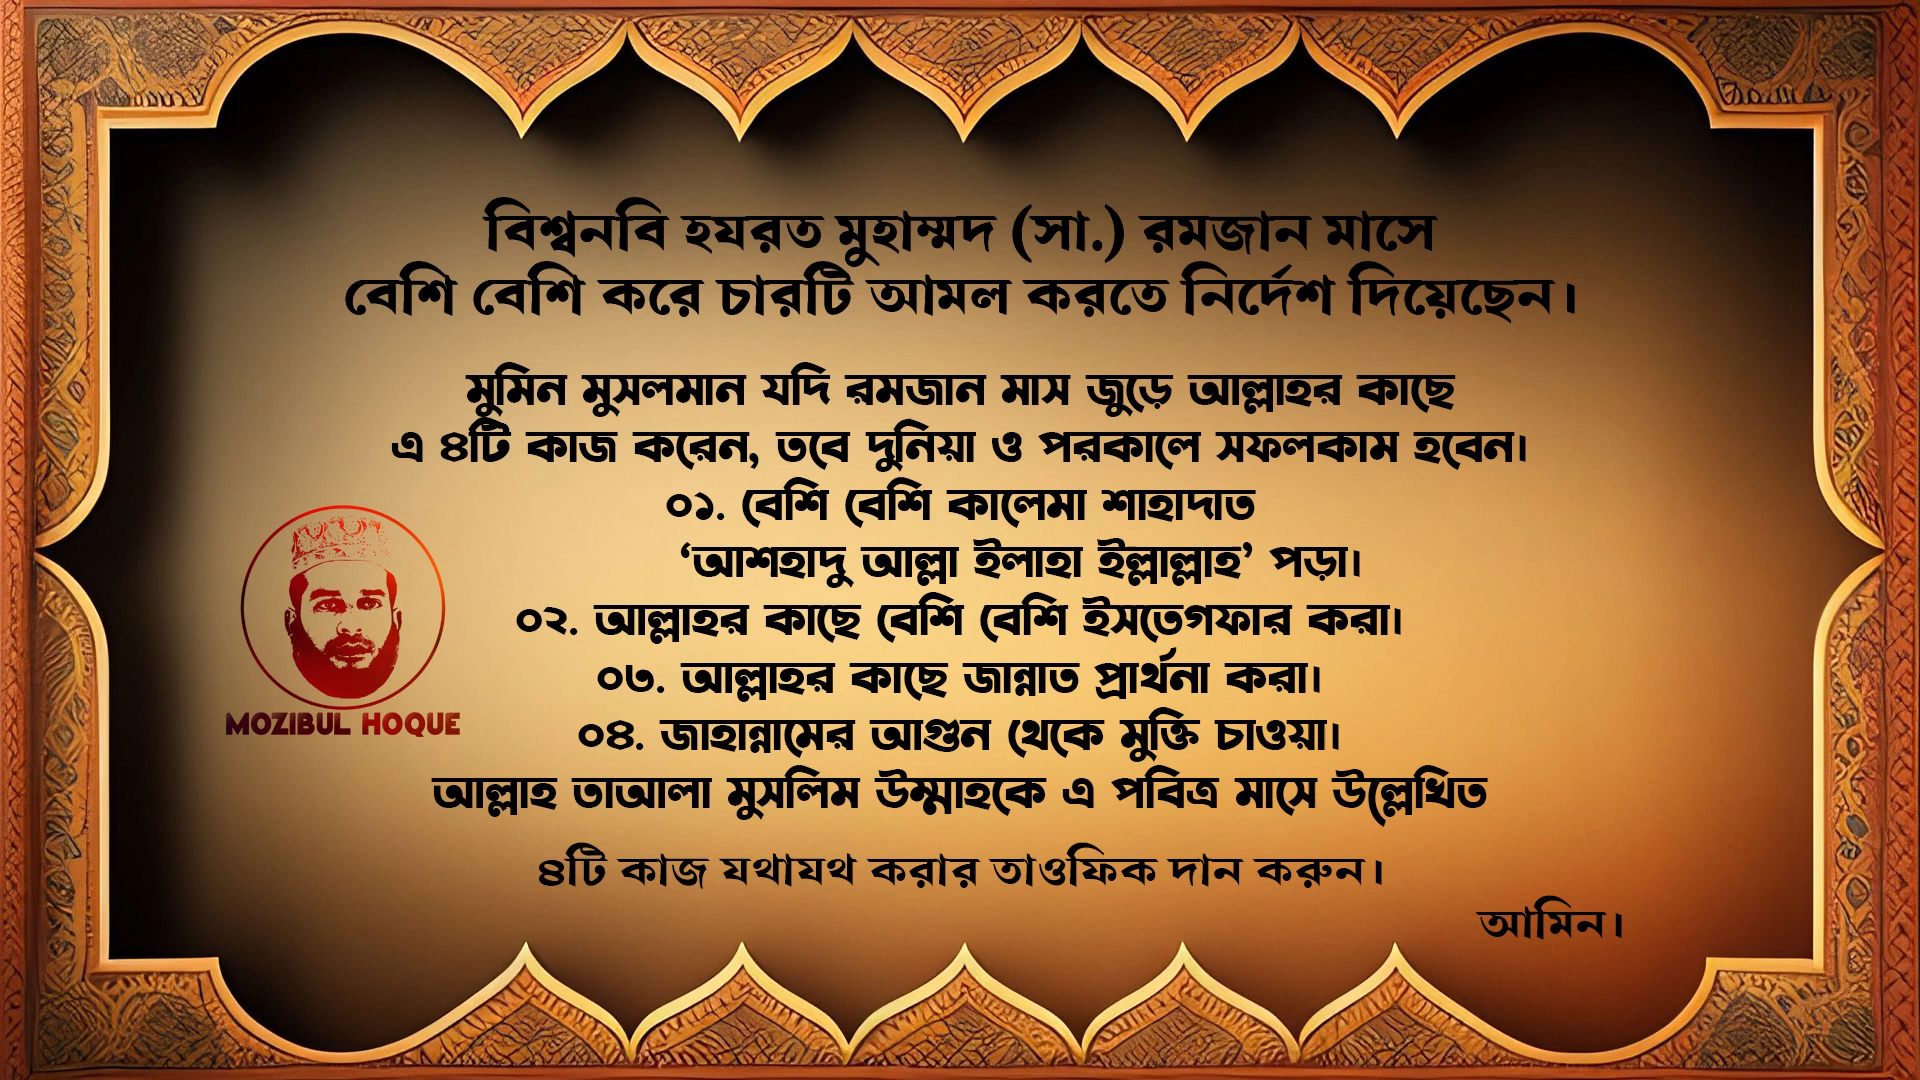 বিশ্বনবি হযরত মুহাম্মদ (সা.) রমজান মাসে
বেশি বেশি করে চারটি আমল করতে নির্দেশ দিয়েছেন।
মুমিন মুসলমান যদি রমজান মাস জুড়ে আল্লাহর কাছে
এ ৪টি কাজ করেন, তবে দুনিয়া ও পরকালে সফলকাম হবেন।
০১. বেশি বেশি কালেমা শাহাদাত
‘আশহাদু আল্লা ইলাহা ইল্লাল্লাহ’ পড়া।
০২. আল্লাহর কাছে বেশি বেশি ইসতেগফার করা।
০৩. আল্লাহর কাছে জান্নাত প্রার্থনা করা।
০৪. জাহান্নামের আগুন থেকে মুক্তি চাওয়া।
আল্লাহ তাআলা মুসলিম উম্মাহকে এ পবিত্র মাসে উল্লেখিত
৪টি কাজ যথাযথ করার তাওফিক দান করুন।
আমিন।
MOZIBUL HOQUE